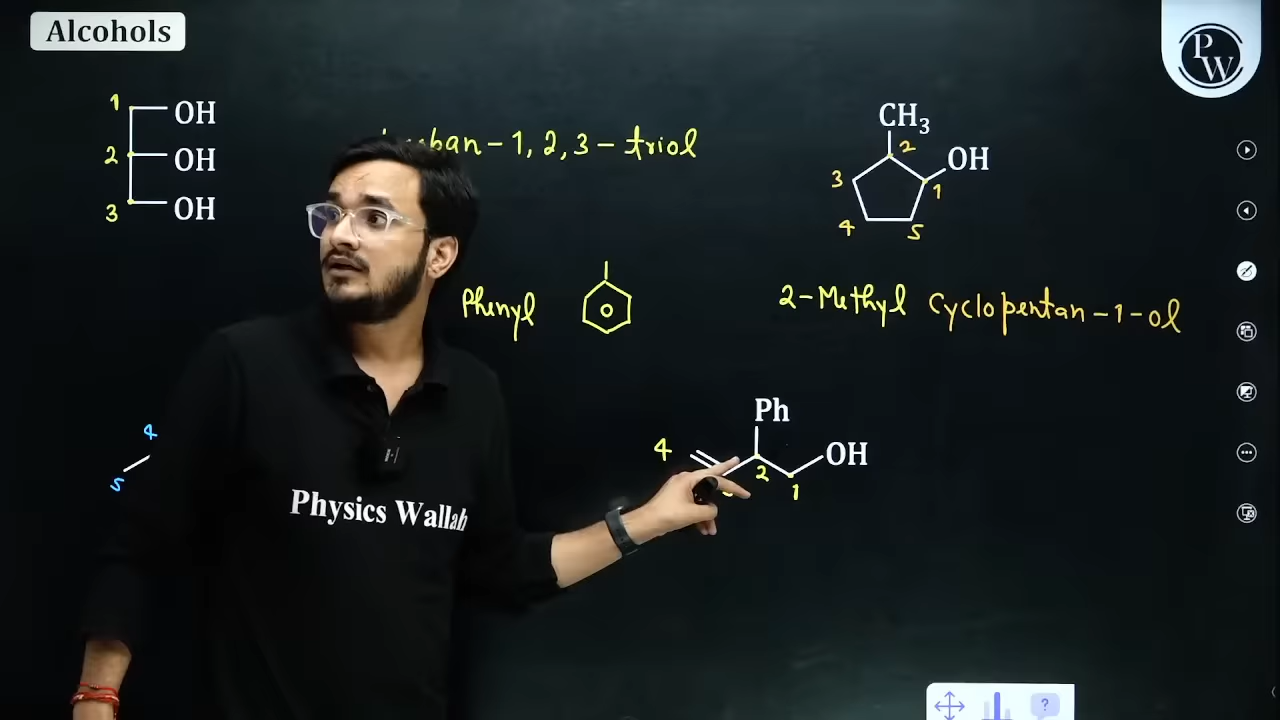 Alcohols
PW
1 OH
2 OH
3 OH
1, 2, 3 - triol
CH₃
2
OH
3
1
4
5
Phenyl
2-Methyl Cyclopentan-1-ol
Ph
4
OH
2
1
4
5
Physics Wallah
?